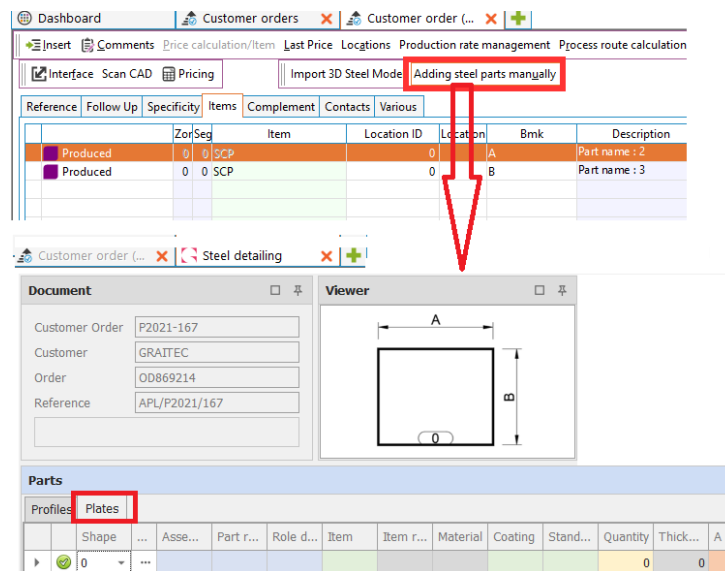 Dashboard Customer orders Customer order (...
Insert Comments Price calculation/Item Last Price Locations Production rate management Process route calculation
Interface Scan CAD Pricing Import 3D Steel Mode Adding steel parts manually
Reference Follow Up Specificity Items Complement Contacts Various
Zor Seg Item Location ID Location Bmk Description
Produced 0 0 SCP 0 A Part name : 2
Produced 0 0 SCP 0 B Part name : 3
Customer order (... Steel detailing
Document Viewer
A
Customer Order P2021-167
Customer GRAITEC
Order OD869214
B
Reference APL/P2021/167
0
Parts
Profiles Plates
Shape ... Asse... Part r... Role d... Item Item r... Material Coating Stand... Quantity Thick... A
0 ... 0 0